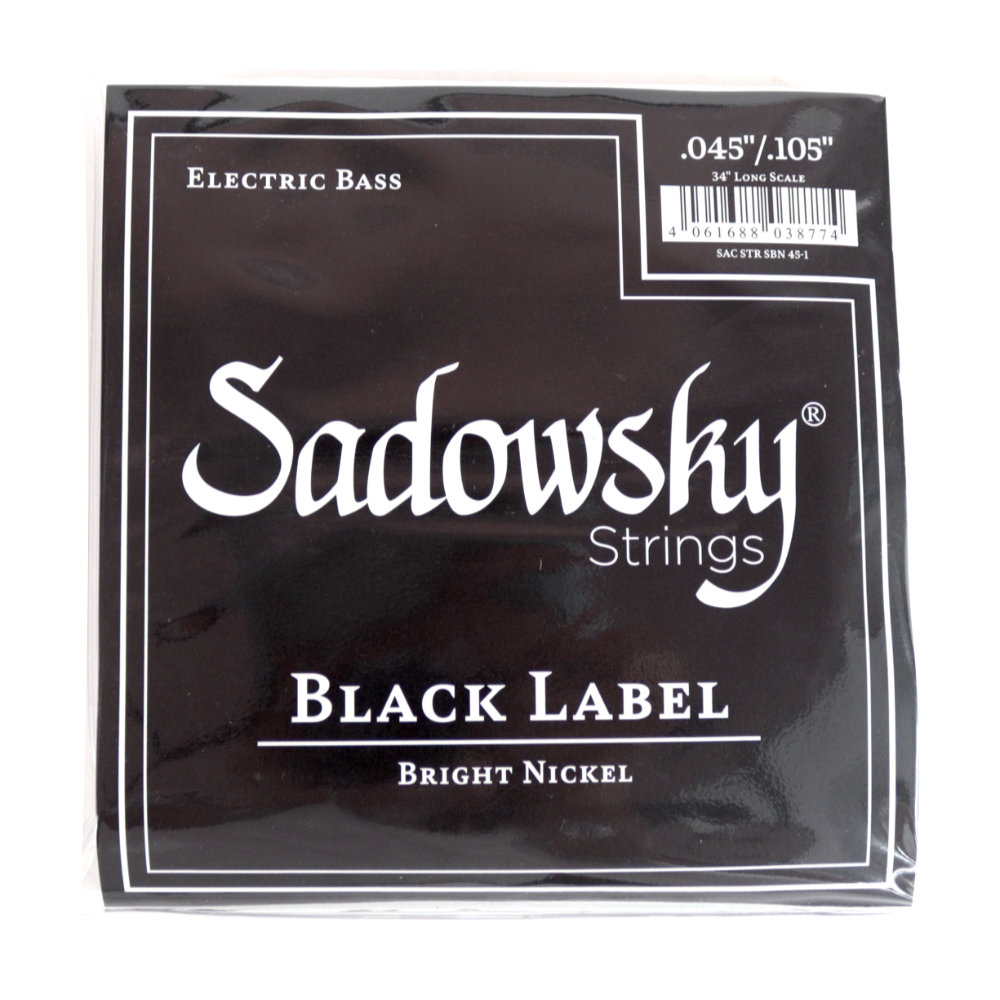 ELECTRIC BASS
.045"/.105"
34" LONG SCALE
4 061688 038774
SAC STR SBN 45-1
Sadowsky®
Strings
BLACK LABEL
BRIGHT NICKEL